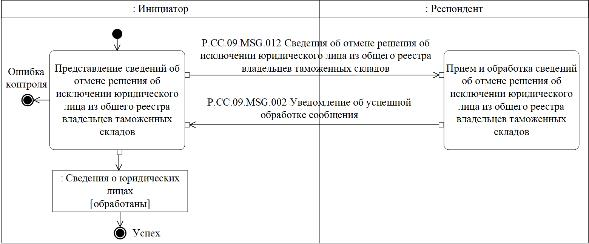 : Инициатор
: Респондент
P.CC.09.MSG.012 Сведения об отмене решения об
исключении юридического лица из общего реестра
владельцев таможенных складов
Представление сведений об
отмене решения об
исключении юридического
лица из общего реестра
владельцев таможенных
складов
Прием и обработка сведений
об отмене решения об
исключении юридического
лица из общего реестра
владельцев таможенных
складов
Ошибка
контроля
P.CC.09.MSG.002 Уведомление об успешной
обработке сообщения
: Сведения о юридических
лицах
[обработаны]
Успех